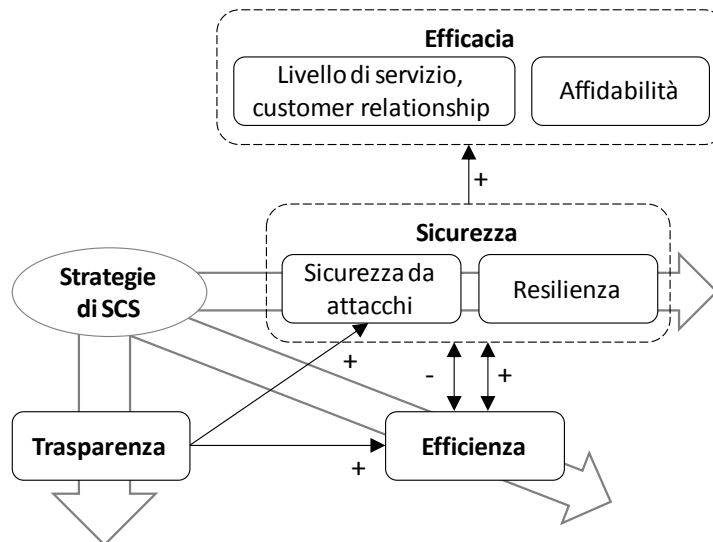 Efficacia
Livello di servizio,
customer relationship
Affidabilità
+
Sicurezza
Strategie
di SCS
Sicurezza da
attacchi
Resilienza
+
-
+
Trasparenza
Efficienza
+